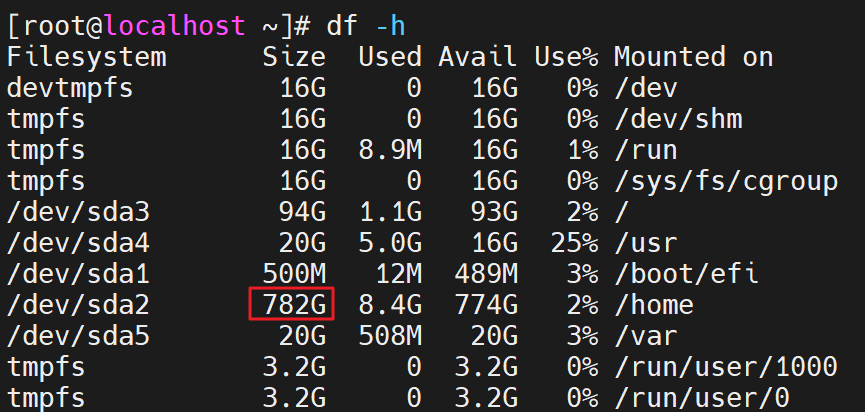 [root@localhost ~]# df -h
Filesystem      Size  Used Avail Use% Mounted on
devtmpfs         16G     0   16G   0% /dev
tmpfs            16G     0   16G   0% /dev/shm
tmpfs            16G  8.9M   16G   1% /run
tmpfs            16G     0   16G   0% /sys/fs/cgroup
/dev/sda3        94G  1.1G   93G   2% /
/dev/sda4        20G  5.0G   16G  25% /usr
/dev/sda1       500M   12M  489M   3% /boot/efi
/dev/sda2       782G  8.4G  774G   2% /home
/dev/sda5        20G  508M   20G   3% /var
tmpfs           3.2G     0  3.2G   0% /run/user/1000
tmpfs           3.2G     0  3.2G   0% /run/user/0